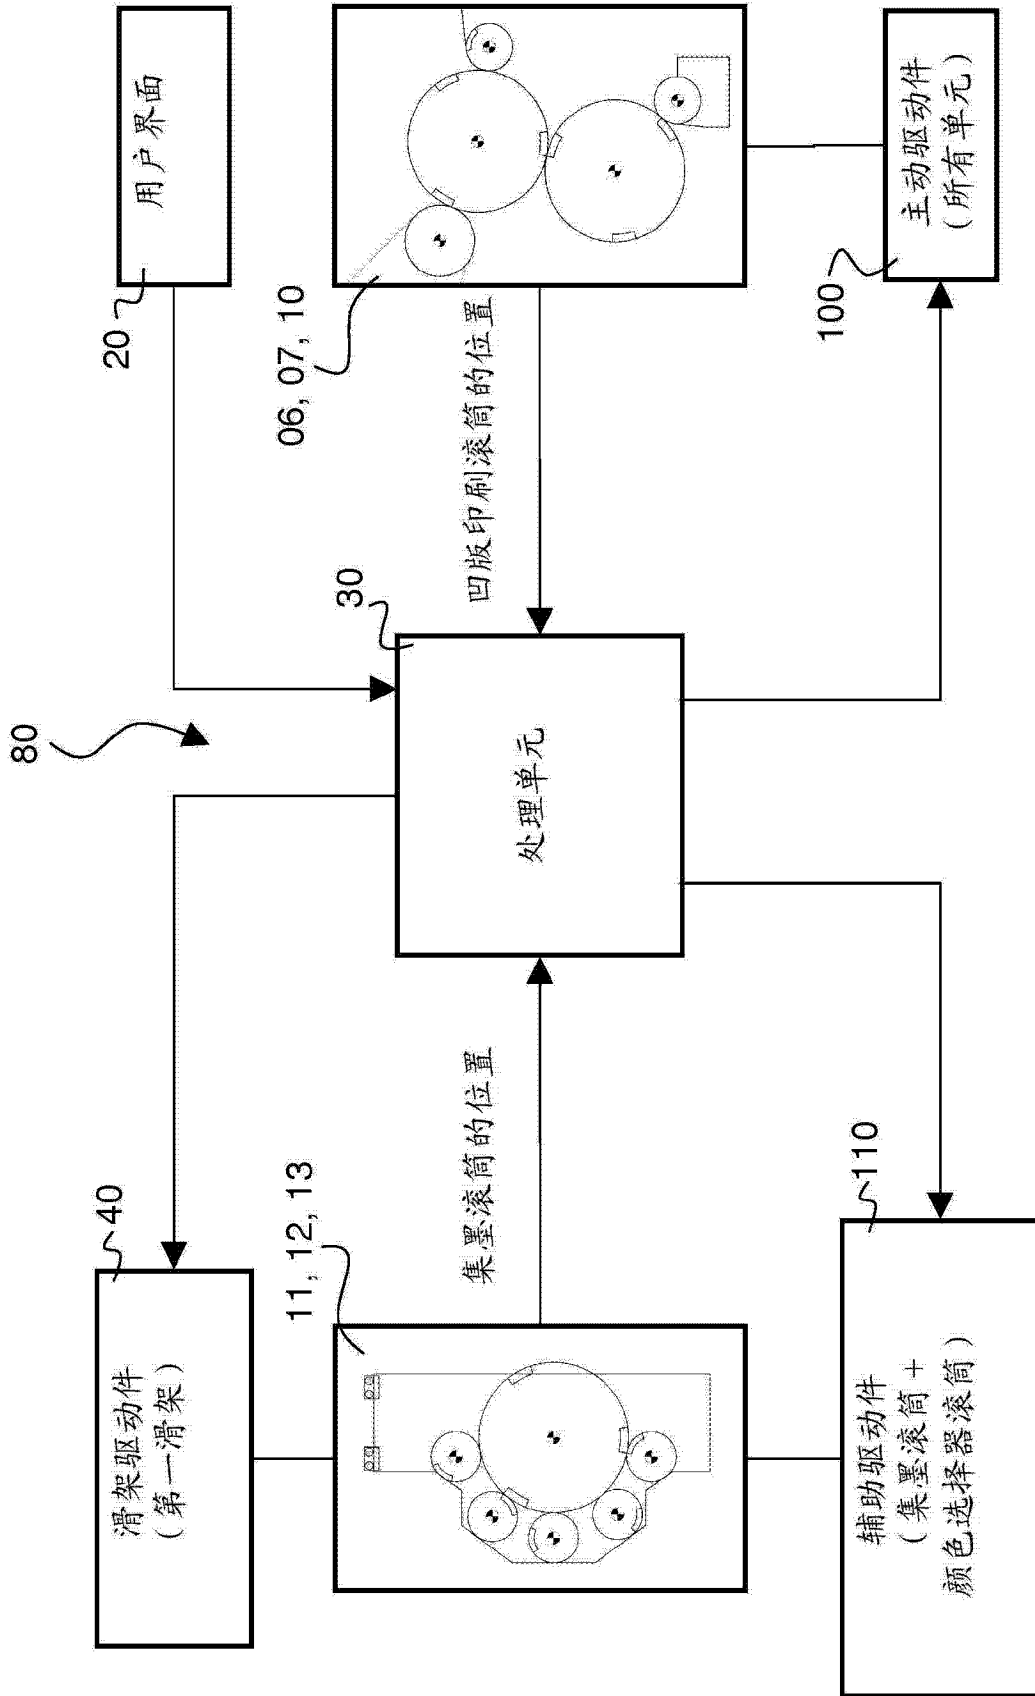 80
40
20
滑架驱动件
(第一滑架)
用户界面
11, 12, 13
06, 07, 10
30
集墨滚筒的位置
凹版印刷滚筒的位置
处理单元
110
100
辅助驱动件
(集墨滚筒+
颜色选择器滚筒)
主动驱动件
(所有单元)